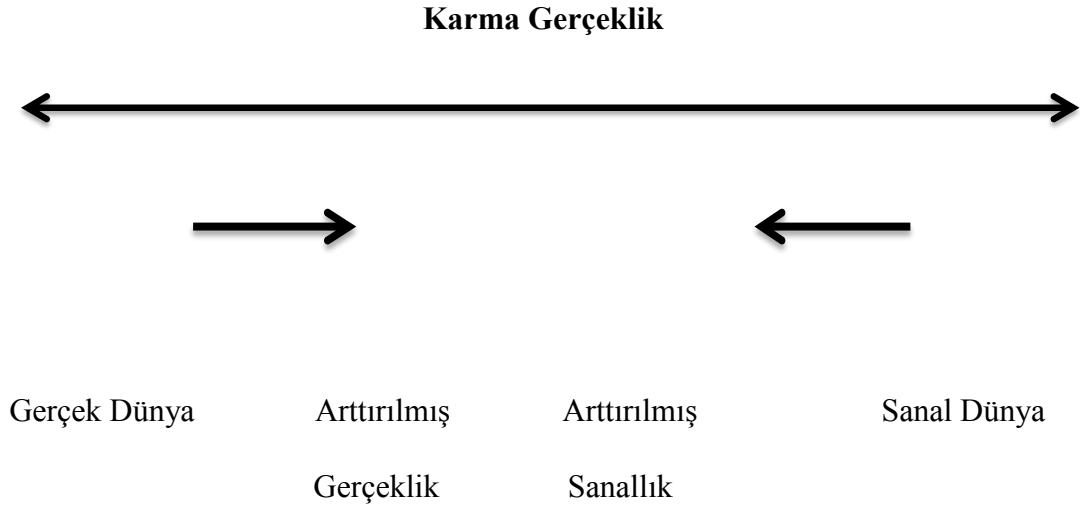 Karma Gerçeklik
Gerçek Dünya Arttırılmış Arttırılmış Sanal Dünya
Gerçeklik Sanallık